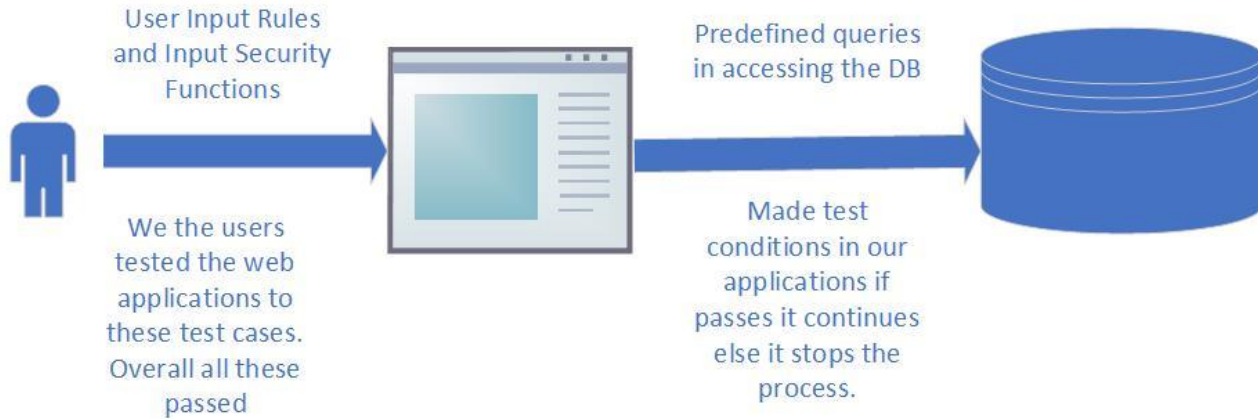 User Input Rules
and Input Security
Functions
Predefined queries
in accessing the DB
We the users
tested the web
applications to
these test cases.
Overall all these
passed
Made test
conditions in our
applications if
passes it continues
else it stops the
process.